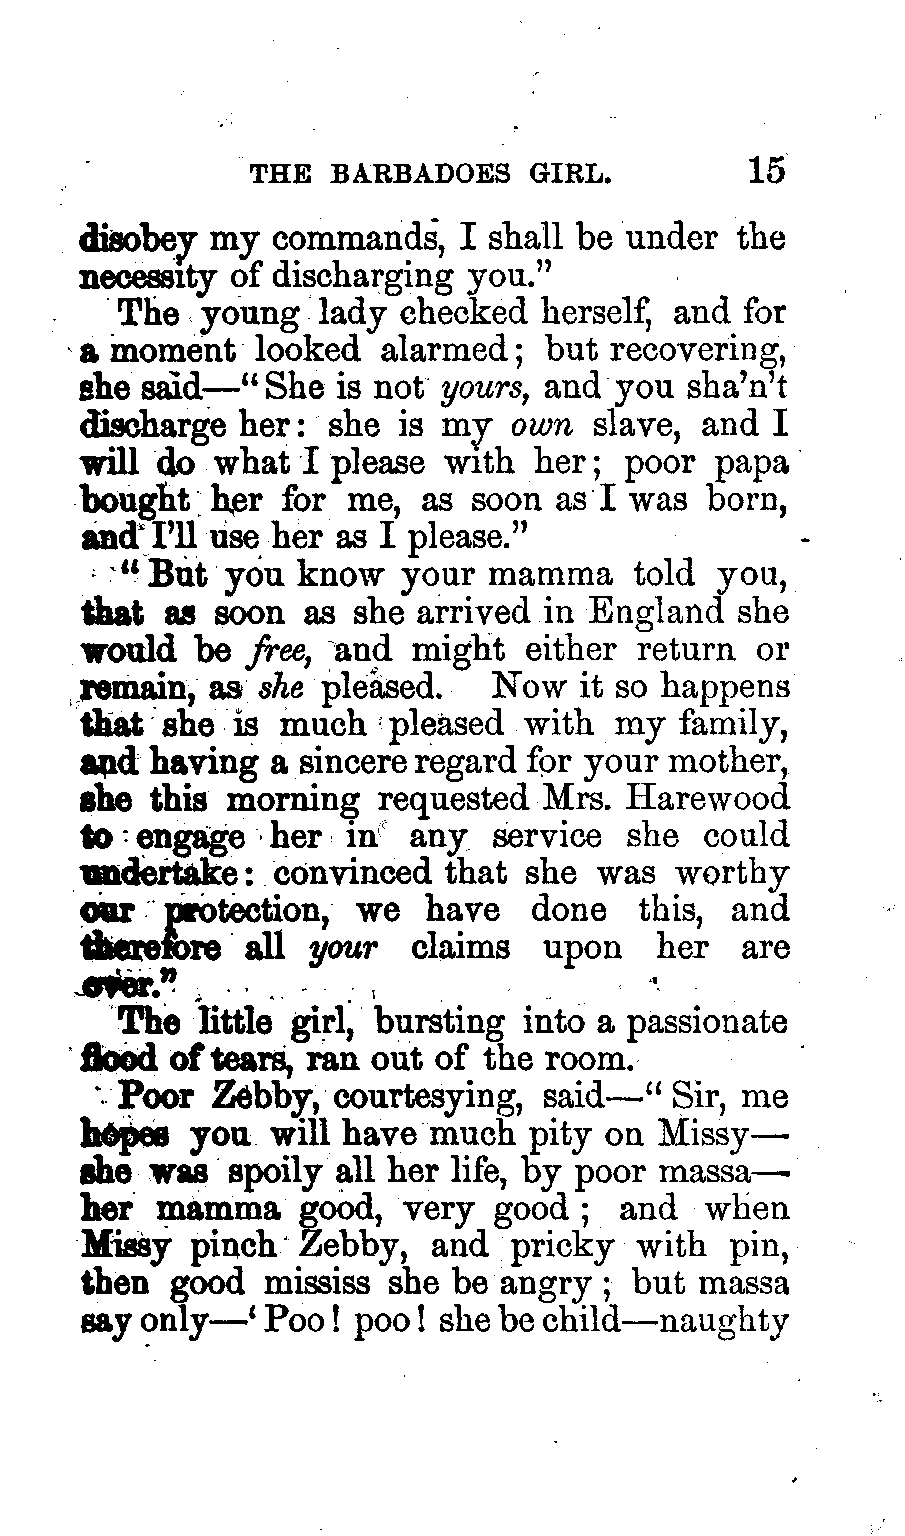 THE BARBADOES GIRL. 15
disobey my commands, I shall be under the
necessity of discharging you."
The young lady checked herself, and for
a moment looked alarmed; but recovering,
she said—"She is not yours, and you sha'n't
discharge her: she is my own slave, and I
will do what I please with her; poor papa
bought her for me, as soon as I was born,
and I'll use her as I please."
"But you know your mamma told you,
that as soon as she arrived in England she
would be free, and might either return or
remain, as she pleased. Now it so happens
that she is much pleased with my family,
and having a sincere regard for your mother,
she this morning requested Mrs. Harewood
to engage her in any service she could
undertake: convinced that she was worthy
our protection, we have done this, and
therefore all your claims upon her are
over."
The little girl, bursting into a passionate
flood of tears, ran out of the room.
Poor Zebby, courtesying, said—"Sir, me
hopes you will have much pity on Missy—
she was spoily all her life, by poor massa—
her mamma good, very good; and when
Missy pinch Zebby, and pricky with pin,
then good mississ she be angry; but massa
say only—'Poo! poo! she be child—naughty